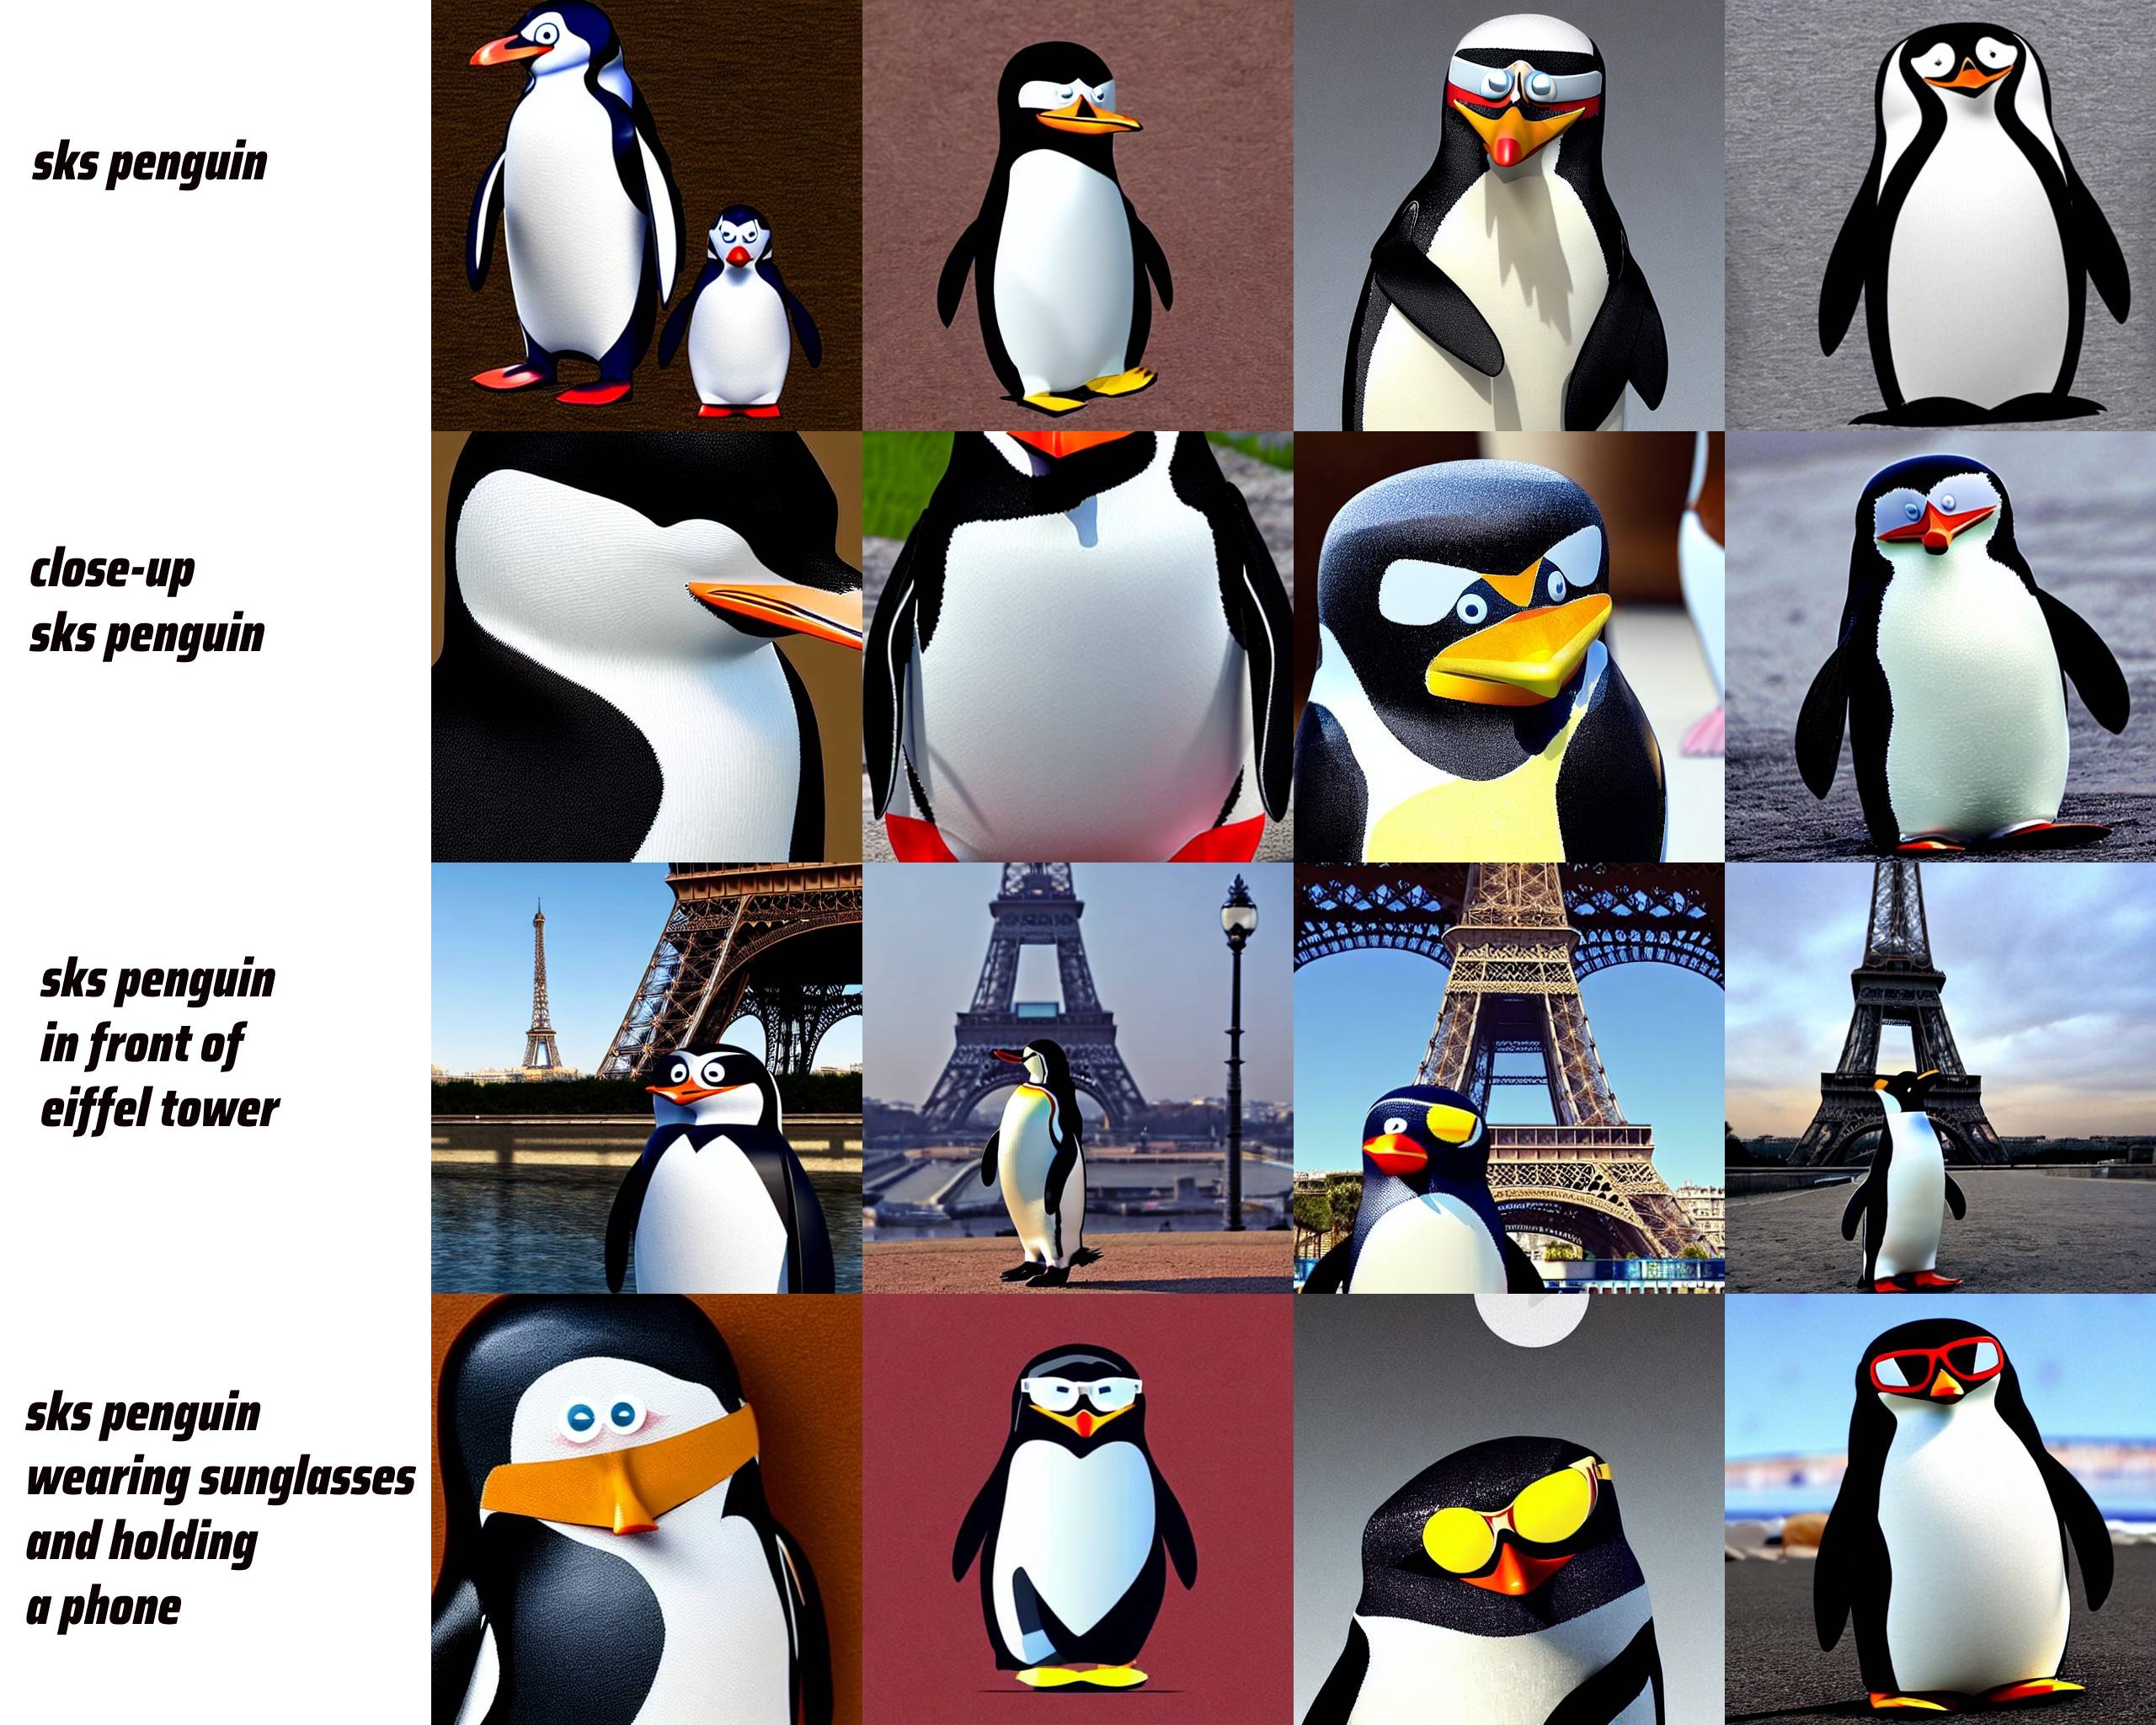 sks penguin
close-up
sks penguin
sks penguin
in front of
eiffel tower
sks penguin
wearing sunglasses
and holding
a phone